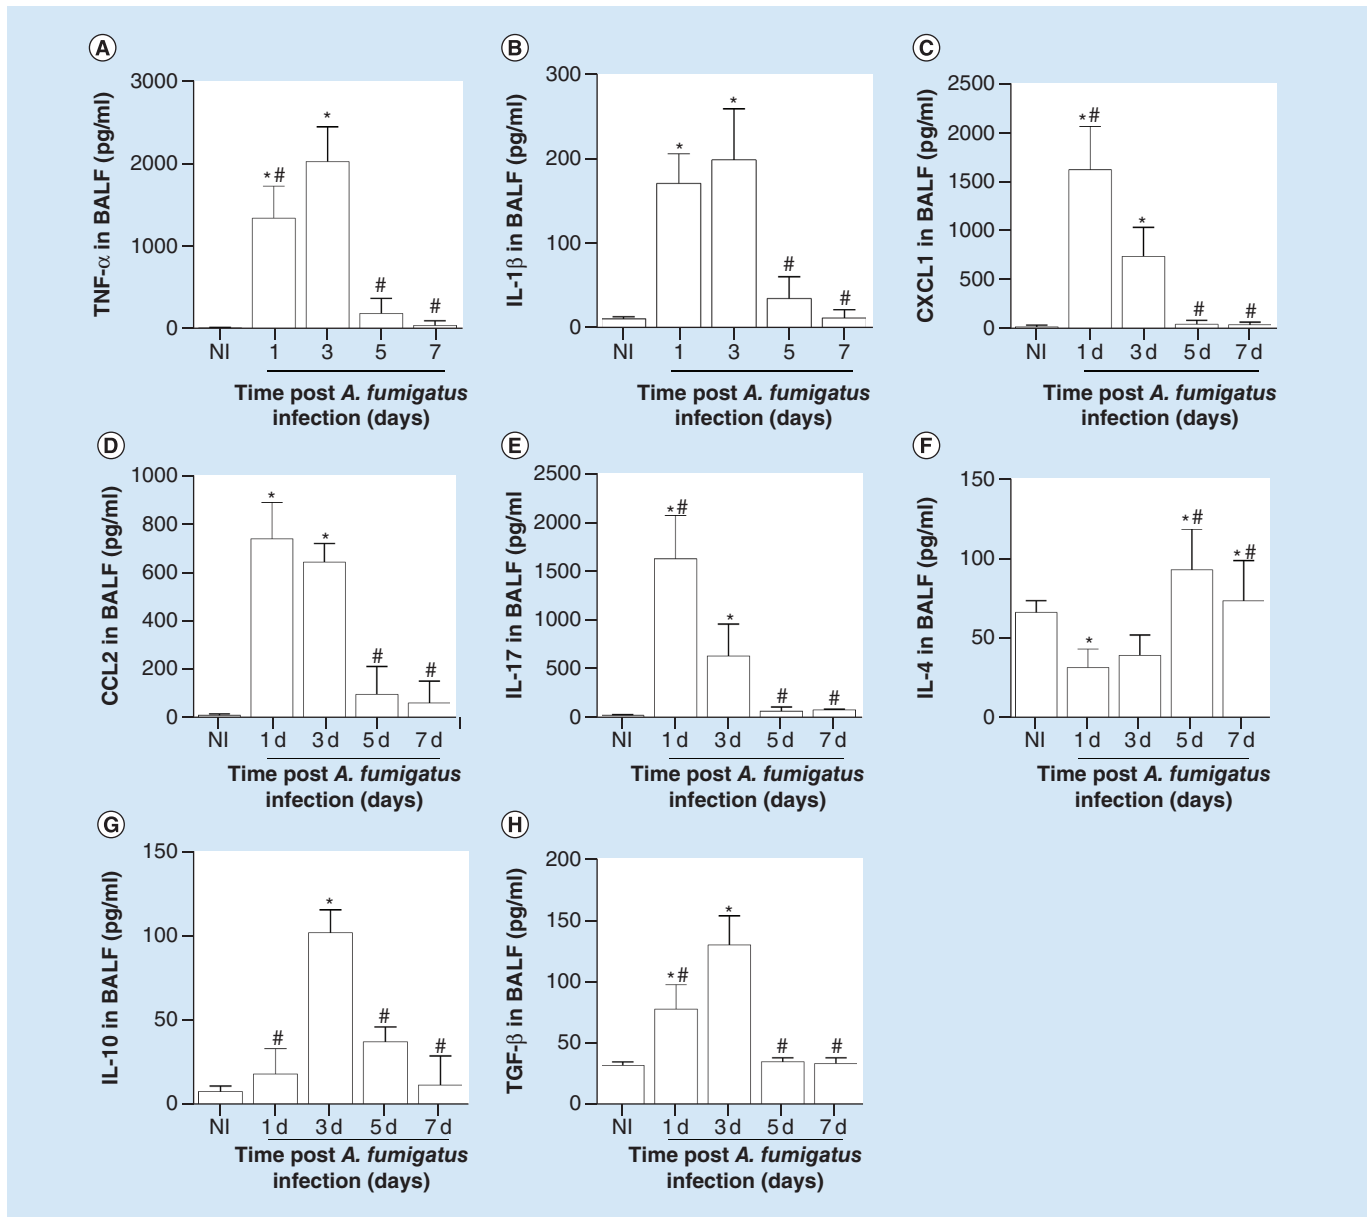 A
TNF-α in BALF (pg/ml)
3000
2000
1000
0
*#
*
#
#
NI 1 3 5 7
Time post A. fumigatus
infection (days)
B
IL-1β in BALF (pg/ml)
300
200
100
0
*
*
#
#
NI 1 3 5 7
Time post A. fumigatus
infection (days)
C
CXCL1 in BALF (pg/ml)
2500
2000
1500
1000
500
0
*#
*
#
#
NI 1 d 3 d 5 d 7 d
Time post A. fumigatus
infection (days)
D
CCL2 in BALF (pg/ml)
1000
800
600
400
200
0
*
*
#
#
NI 1 d 3 d 5 d 7 d
Time post A. fumigatus
infection (days)
E
IL-17 in BALF (pg/ml
2500
2000
1500
1000
500
0
*#
*
#
#
NI 1 d 3 d 5 d 7 d
Time post A. fumigatus
infection (days)
F
IL-4 in BALF (pg/ml)
150
100
50
0
*
*#
*#
NI 1 d 3 d 5 d 7 d
Time post A. fumigatus
infection (days)
G
IL-10 in BALF (pg/ml)
150
100
50
0
#
*
#
#
NI 1 d 3 d 5 d 7 d
Time post A. fumigatus
infection (days)
H
TGF-β in BALF (pg/ml)
200
150
100
50
0
*#
*
#
#
NI 1 d 3 d 5 d 7 d
Time post A. fumigatus
infection (days)